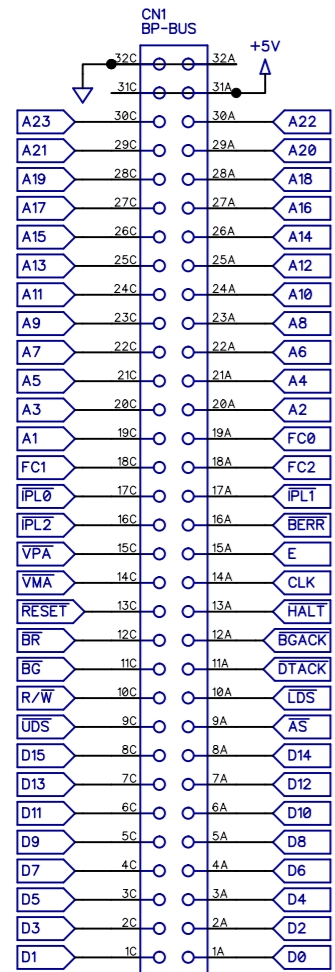 CN1
BP-BUS
+5V
32C 32A
31C 31A
A23 30C 30A A22
A21 29C 29A A20
A19 28C 28A A18
A17 27C 27A A16
A15 26C 26A A14
A13 25C 25A A12
A11 24C 24A A10
A9 23C 23A A8
A7 22C 22A A6
A5 21C 21A A4
A3 20C 20A A2
A1 19C 19A FC0
FC1 18C 18A FC2
IPL0 17C 17A IPL1
IPL2 16C 16A BERR
VPA 15C 15A E
VMA 14C 14A CLK
RESET 13C 13A HALT
BR 12C 12A BGACK
BG 11C 11A DTACK
R/W 10C 10A LDS
UDS 9C 9A AS
D15 8C 8A D14
D13 7C 7A D12
D11 6C 6A D10
D9 5C 5A D8
D7 4C 4A D6
D5 3C 3A D4
D3 2C 2A D2
D1 1C 1A D0